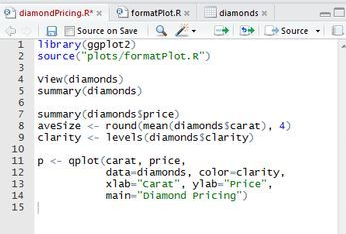 diamondPricing.R* × formatPlot.R × diamonds ×
Source on Save Run Source
1 library(ggplot2)
2 source("plots/formatPlot.R")
3
4 View(diamonds)
5 summary(diamonds)
6
7 summary(diamonds$price)
8 aveSize <- round(mean(diamonds$carat), 4)
9 clarity <- levels(diamonds$clarity)
10
11 p <- qplot(carat, price,
12 data=diamonds, color=clarity,
13 xlab="Carat", ylab="Price",
14 main="Diamond Pricing")
15